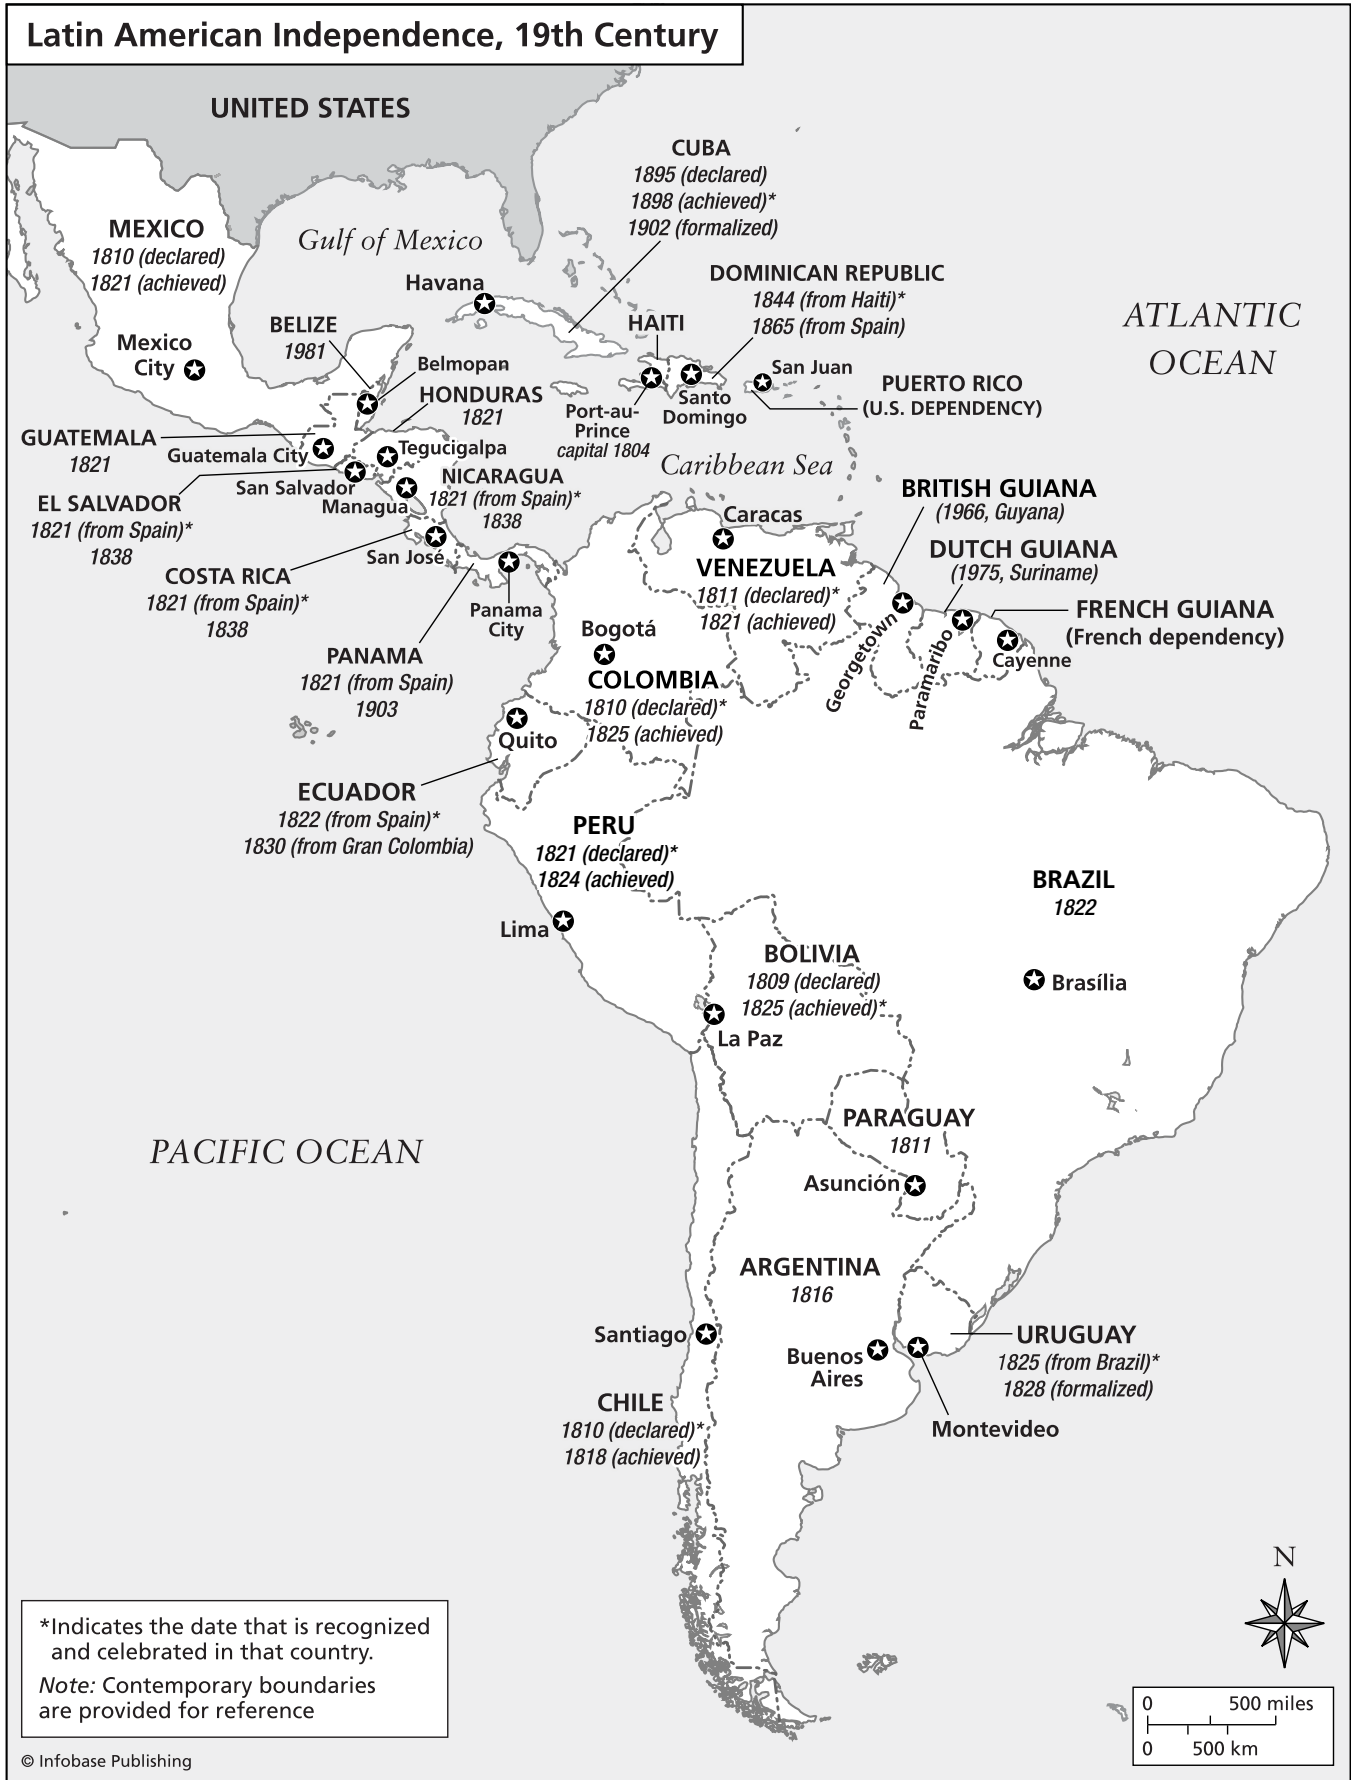 Latin American Independence, 19th Century
UNITED STATES
CUBA
1895 (declared)
1898 (achieved)*
1902 (formalized)
MEXICO
1810 (declared)
1821 (achieved)
Gulf of Mexico
Havana
DOMINICAN REPUBLIC
1844 (from Haiti)*
1865 (from Spain)
ATLANTIC
OCEAN
HAITI
BELIZE
1981
Mexico
City
Belmopan
San Juan
PUERTO RICO
(U.S. DEPENDENCY)
HONDURAS
1821
Port-au-
Prince
capital 1804
Santo
Domingo
GUATEMALA
1821
Guatemala City
Tegucigalpa
Caribbean Sea
EL SALVADOR
1821 (from Spain)*
1838
San Salvador
Managua
NICARAGUA
1821 (from Spain)*
1838
BRITISH GUIANA
(1966, Guyana)
Caracas
San José
DUTCH GUIANA
(1975, Suriname)
COSTA RICA
1821 (from Spain)*
1838
VENEZUELA
1811 (declared)*
1821 (achieved)
Panama
City
FRENCH GUIANA
(French dependency)
Georgetown
Paramaribo
Cayenne
PANAMA
1821 (from Spain)
1903
Bogotá
COLOMBIA
1810 (declared)*
1825 (achieved)
Quito
ECUADOR
1822 (from Spain)*
1830 (from Gran Colombia)
PERU
1821 (declared)*
1824 (achieved)
BRAZIL
1822
Lima
BOLIVIA
1809 (declared)
1825 (achieved)*
Brasília
La Paz
PACIFIC OCEAN
PARAGUAY
1811
Asunción
ARGENTINA
1816
Santiago
Buenos
Aires
URUGUAY
1825 (from Brazil)*
1828 (formalized)
CHILE
1810 (declared)*
1818 (achieved)
Montevideo
N
*Indicates the date that is recognized
and celebrated in that country.
Note: Contemporary boundaries
are provided for reference
0 500 miles
0 500 km
© Infobase Publishing